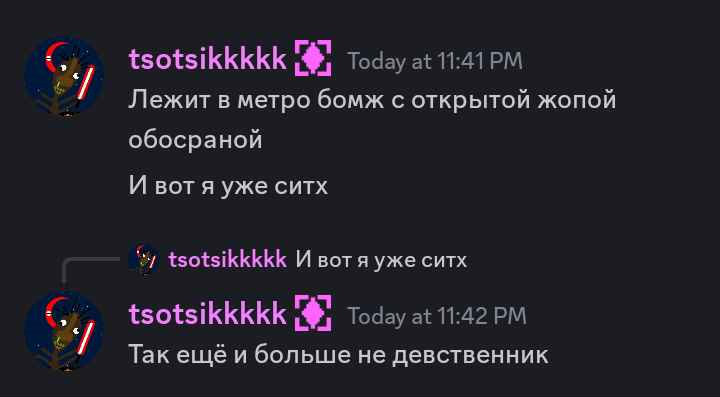 tsotsikkkkk Today at 11:41 PM
Лежит в метро бомж с открытой жопой
обосраной
И вот я уже ситх
tsotsikkkkk И вот я уже ситх
tsotsikkkkk Today at 11:42 PM
Так ещё и больше не девственник